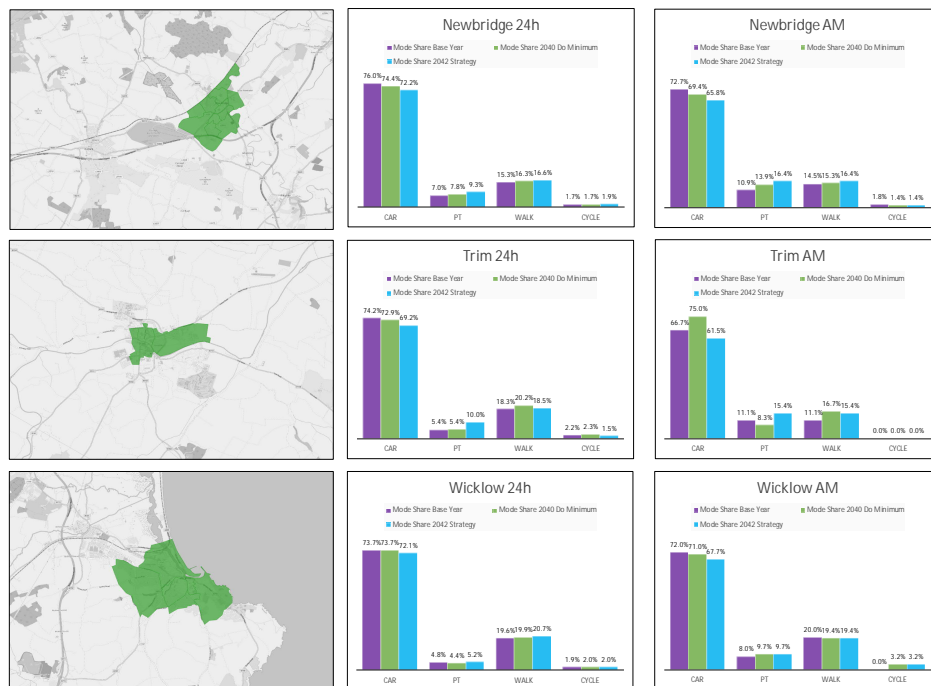 Newbridge 24h
Mode Share Base Year
Mode Share 2040 Do Minimum
Mode Share 2042 Strategy
76.0% 74.4% 72.2%
7.0% 7.8% 9.3%
15.3% 16.3% 16.6%
1.7% 1.7% 1.9%
CAR PT WALK CYCLE
Newbridge AM
Mode Share Base Year
Mode Share 2040 Do Minimum
Mode Share 2042 Strategy
72.7% 69.4% 65.8%
10.9% 13.9% 16.4%
14.5% 15.3% 16.4%
1.8% 1.4% 1.4%
CAR PT WALK CYCLE
Trim 24h
Mode Share Base Year
Mode Share 2040 Do Minimum
Mode Share 2042 Strategy
74.2% 72.9% 69.2%
5.4% 5.4% 10.0%
18.3% 20.2% 18.5%
2.2% 2.3% 1.5%
CAR PT WALK CYCLE
Trim AM
Mode Share Base Year
Mode Share 2040 Do Minimum
Mode Share 2042 Strategy
66.7% 75.0% 61.5%
11.1% 8.3% 15.4%
11.1% 16.7% 15.4%
0.0% 0.0% 0.0%
CAR PT WALK CYCLE
Wicklow 24h
Mode Share Base Year
Mode Share 2040 Do Minimum
Mode Share 2042 Strategy
73.7% 73.7% 72.1%
4.8% 4.4% 5.2%
19.6% 19.9% 20.7%
1.9% 2.0% 2.0%
CAR PT WALK CYCLE
Wicklow AM
Mode Share Base Year
Mode Share 2040 Do Minimum
Mode Share 2042 Strategy
72.0% 71.0% 67.7%
8.0% 9.7% 9.7%
20.0% 19.4% 19.4%
0.0% 3.2% 3.2%
CAR PT WALK CYCLE